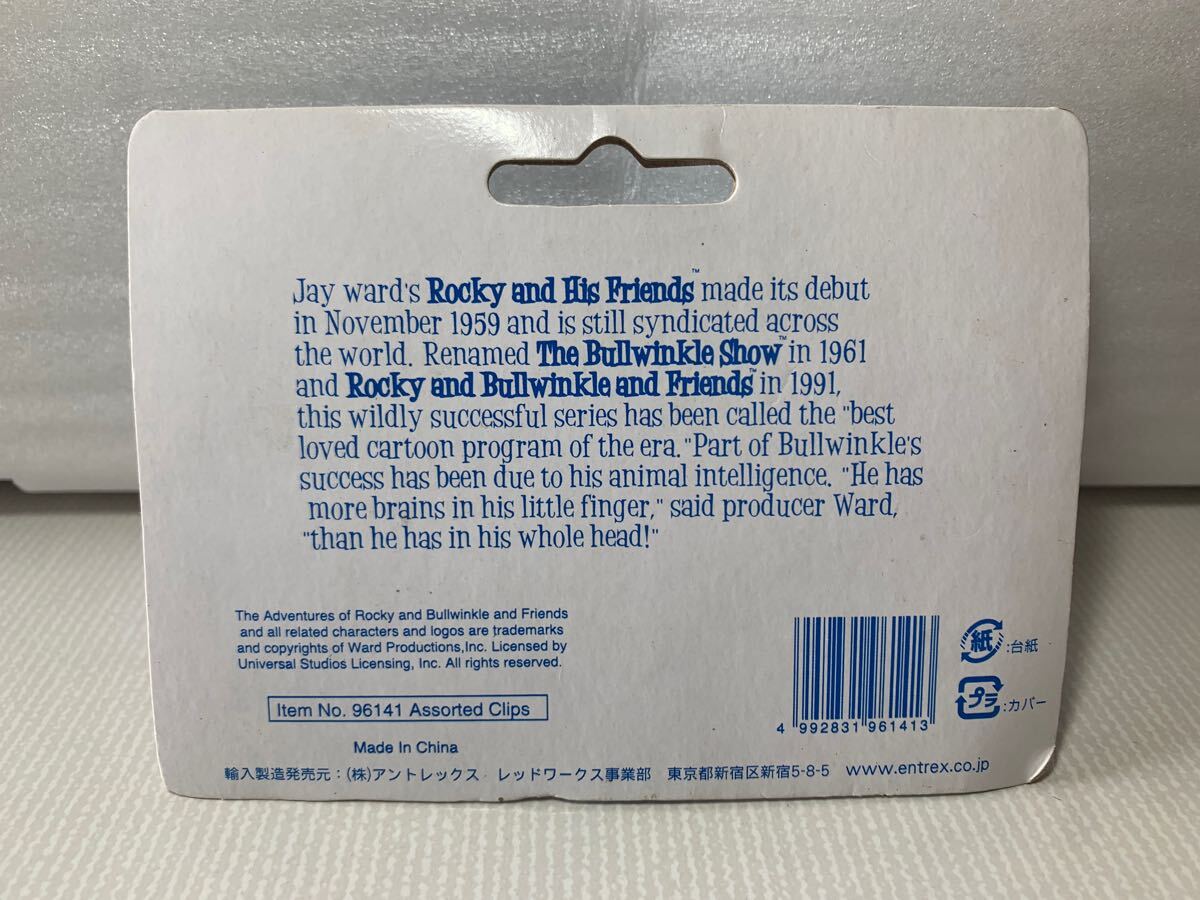 Jay ward's Rocky and His Friends™ made its debut
in November 1959 and is still syndicated across
the world. Renamed The Bullwinkle Show™ in 1961
and Rocky and Bullwinkle and Friends™ in 1991,
this wildly successful series has been called the "best
loved cartoon program of the era."Part of Bullwinkle's
success has been due to his animal intelligence. "He has
more brains in his little finger," said producer Ward,
"than he has in his whole head!"
The Adventures of Rocky and Bullwinkle and Friends
and all related characters and logos are trademarks
and copyrights of Ward Productions,Inc. Licensed by
Universal Studios Licensing, Inc. All rights reserved.
Item No. 96141 Assorted Clips
Made In China
4 992831 961413
紙 :台紙
プラ :カバー
輸入製造発売元:(株)アントレックス レッドワークス事業部 東京都新宿区新宿5-8-5 www.entrex.co.jp